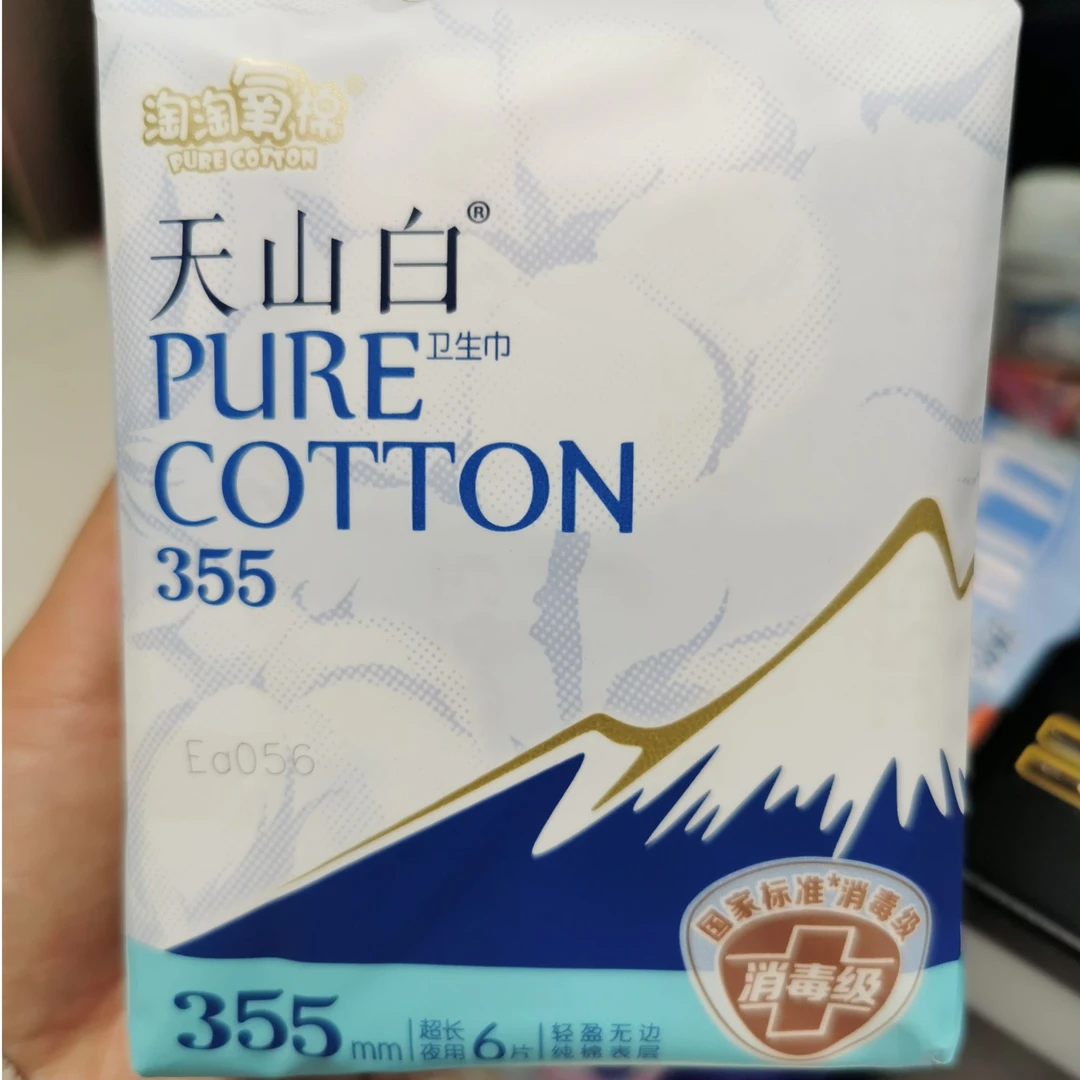 淘淘氧棉®
PURE COTTON
天山白®
PURE 卫生巾
COTTON
355
Ea056
国家标准*消毒级
消毒级
355mm 超长夜用 6片 轻盈无边 纯棉表层